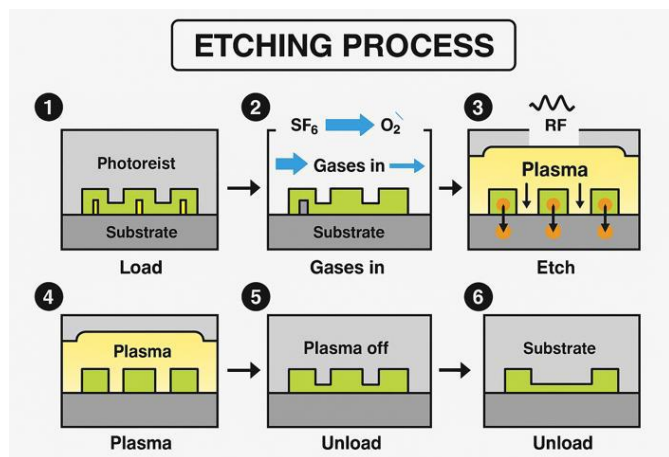 ETCHING PROCESS
1
Photoreist
Substrate
Load
2
SF6 O2
Gases in
Substrate
Gases in
3
RF
Plasma
Etch
4
Plasma
Plasma
5
Plasma off
Unload
6
Substrate
Unload